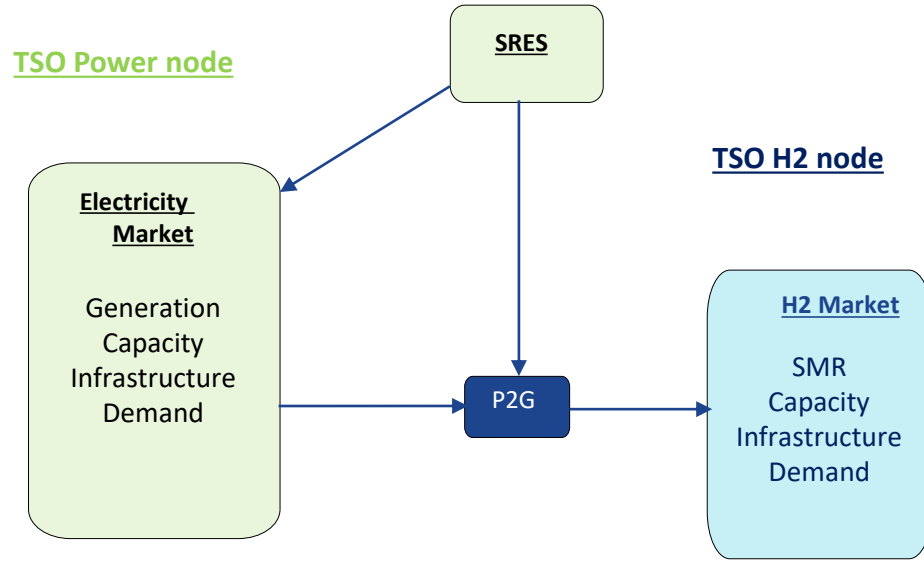 SRES
TSO Power node
TSO H2 node
Electricity
Market
Generation
Capacity
Infrastructure
Demand
P2G
H2 Market
SMR
Capacity
Infrastructure
Demand